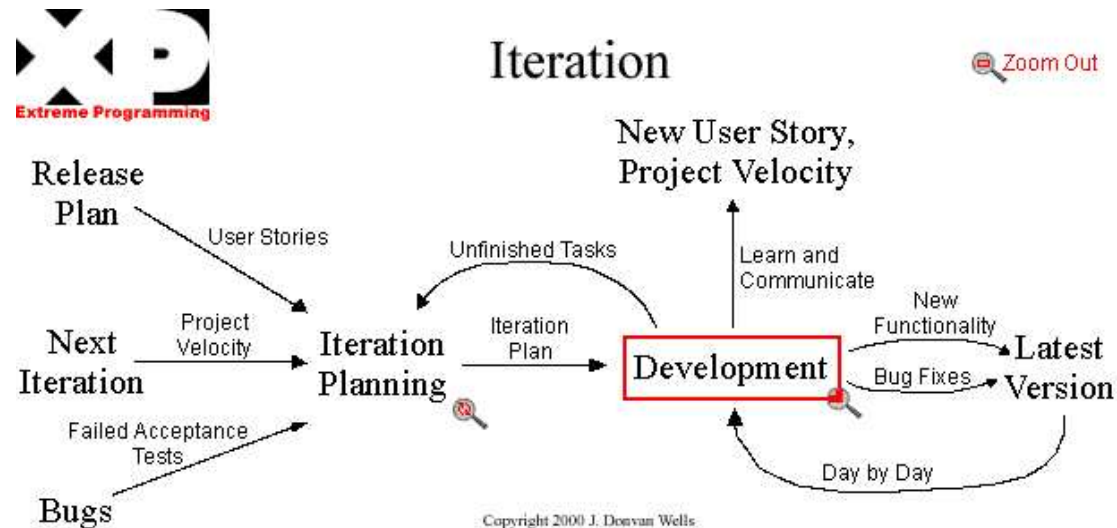 XP
Extreme Programming
Iteration
Zoom Out
New User Story,
Project Velocity
Release
Plan
User Stories
Unfinished Tasks
Learn and
Communicate
Next
Iteration
Project
Velocity
Iteration
Planning
Iteration
Plan
Development
New
Functionality
Bug Fixes
Latest
Version
Failed Acceptance
Tests
Day by Day
Bugs
Copyright 2000 J. Donvan Wells